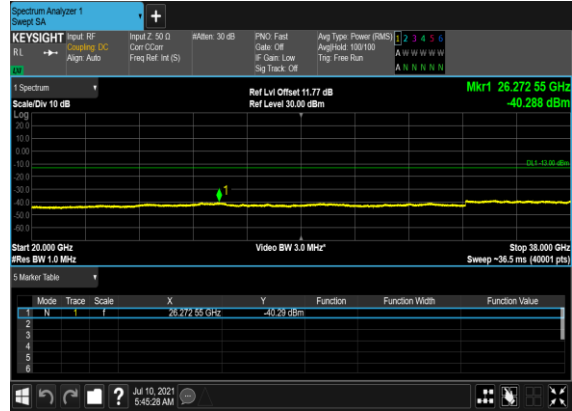 Spectrum Analyzer 1
Swept SA
+
KEYSIGHT Input: RF Input Z: 50 Ω #Atten: 30 dB PNO: Fast Avg Type: Power (RMS) 1 2 3 4 5 6
RL Coupling: DC Corr CCorr Gate: Off Avg|Hold: 100/100 A W W W W W
Align: Auto Freq Ref: Int (S) IF Gain: Low Trig: Free Run
Sig Track: Off A N N N N N
1 Spectrum Ref Lvl Offset 11.77 dB Mkr1 26.272 55 GHz
Scale/Div 10 dB Ref Level 30.00 dBm -40.288 dBm
Log
20.0
10.0
0.00
-10.0
DL1 -13.00 dBm
-20.0
-30.0
1
-40.0
-50.0
-60.0
Start 20.000 GHz Video BW 3.0 MHz* Stop 38.000 GHz
#Res BW 1.0 MHz Sweep ~36.5 ms (40001 pts)
5 Marker Table
Mode Trace Scale X Y Function Function Width Function Value
1 N 1 f 26.272 55 GHz -40.29 dBm
2
3
4
5
6
? Jul 10, 2021
5:45:28 AM